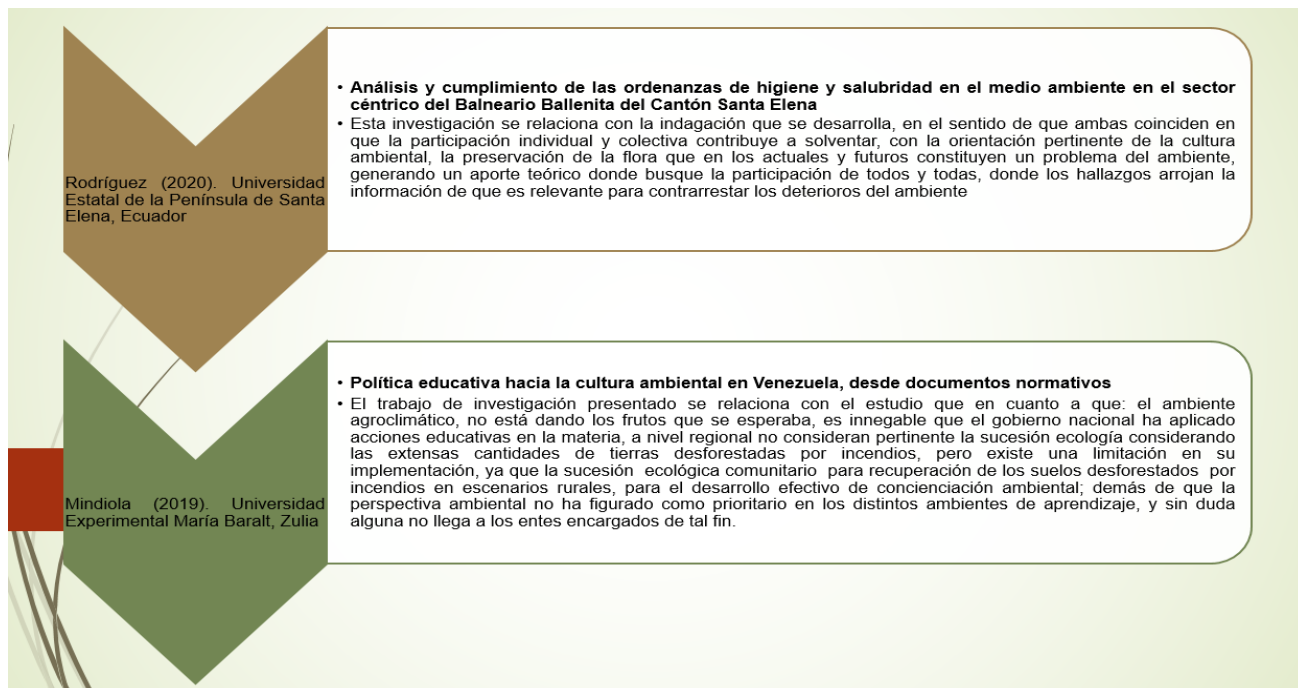 Rodríguez (2020). Universidad
Estatal de la Península de Santa
Elena, Ecuador
• Análisis y cumplimiento de las ordenanzas de higiene y salubridad en el medio ambiente en el sector
céntrico del Balneario Ballenita del Cantón Santa Elena
• Esta investigación se relaciona con la indagación que se desarrolla, en el sentido de que ambas coinciden en
que la participación individual y colectiva contribuye a solventar, con la orientación pertinente de la cultura
ambiental, la preservación de la flora que en los actuales y futuros constituyen un problema del ambiente,
generando un aporte teórico donde busque la participación de todos y todas, donde los hallazgos arrojan la
información de que es relevante para contrarrestar los deterioros del ambiente
Mindiola (2019). Universidad
Experimental María Baralt, Zulia
• Política educativa hacia la cultura ambiental en Venezuela, desde documentos normativos
• El trabajo de investigación presentado se relaciona con el estudio que en cuanto a que: el ambiente
agroclimático, no está dando los frutos que se esperaba, es innegable que el gobierno nacional ha aplicado
acciones educativas en la materia, a nivel regional no consideran pertinente la sucesión ecología considerando
las extensas cantidades de tierras desforestadas por incendios, pero existe una limitación en su
implementación, ya que la sucesión ecológica comunitario para recuperación de los suelos desforestados por
incendios en escenarios rurales, para el desarrollo efectivo de concienciación ambiental; demás de que la
perspectiva ambiental no ha figurado como prioritario en los distintos ambientes de aprendizaje, y sin duda
alguna no llega a los entes encargados de tal fin.